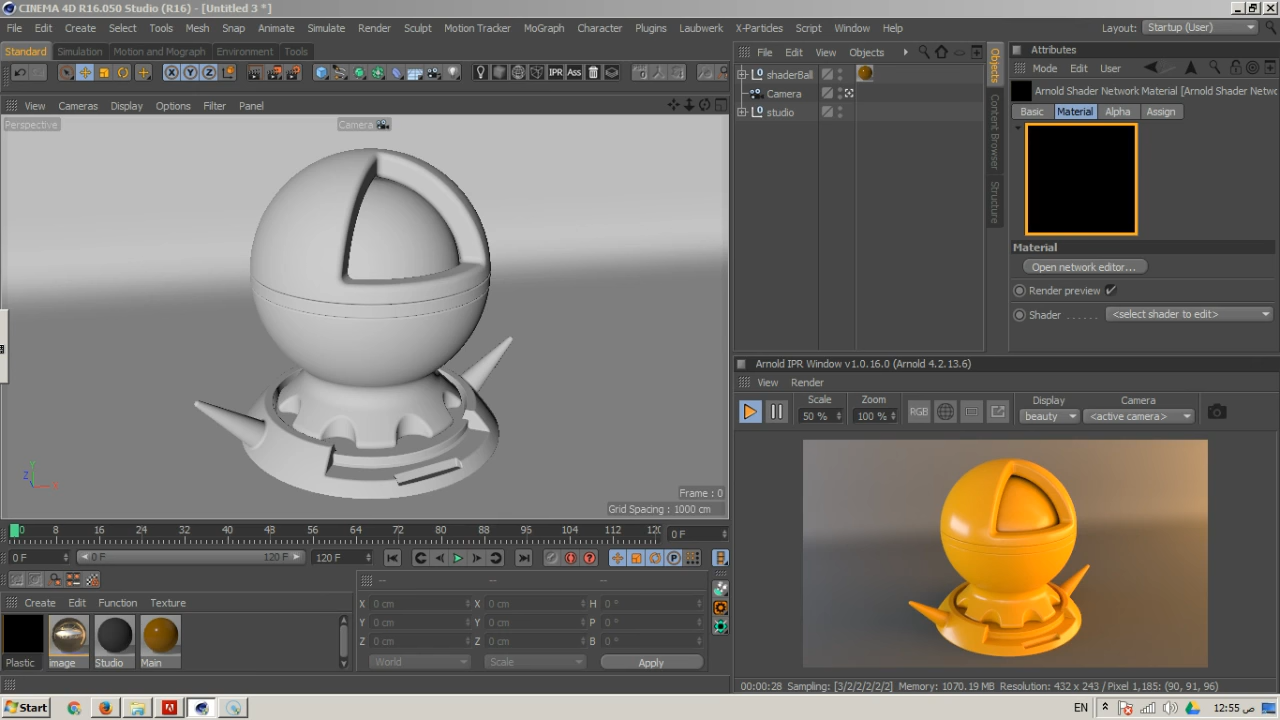 CINEMA 4D R16.050 Studio (R16) - [Untitled 3 *]
File Edit Create Select Tools Mesh Snap Animate Simulate Render Sculpt Motion Tracker MoGraph Character Plugins Laubwerk X-Particles Script Window Help Layout: Startup (User)
Standard Simulation Motion and Mograph Environment Tools
File Edit View Objects
Attributes
Mode Edit User
X Y Z IPR Ass
shaderBall
Camera
studio
Objects
Content Browser
Structure
Arnold Shader Network Material [Arnold Shader Netwc
Basic Material Alpha Assign
View Cameras Display Options Filter Panel
Perspective
Camera
Material
Open network editor...
Render preview
Shader <select shader to edit>
Arnold IPR Window v1.0.16.0 (Arnold 4.2.13.6)
View Render
Scale Zoom Display Camera
50 % 100 % RGB beauty <active camera>
Y
Z X
Frame : 0
Grid Spacing : 1000 cm
0 8 16 24 32 40 48 56 64 72 80 88 96 104 112 120 0 F
0 F 0 F 120 F 120 F
Create Edit Function Texture
-- -- --
X 0 cm X 0 cm H 0 °
Y 0 cm Y 0 cm P 0 °
Z 0 cm Z 0 cm B 0 °
World Scale Apply
Plastic image Studio Main
00:00:28 Sampling: [3/2/2/2/2/2] Memory: 1070.19 MB Resolution: 432 x 243 / Pixel 1,185: (90, 91, 96)
Start EN 12:55 ص